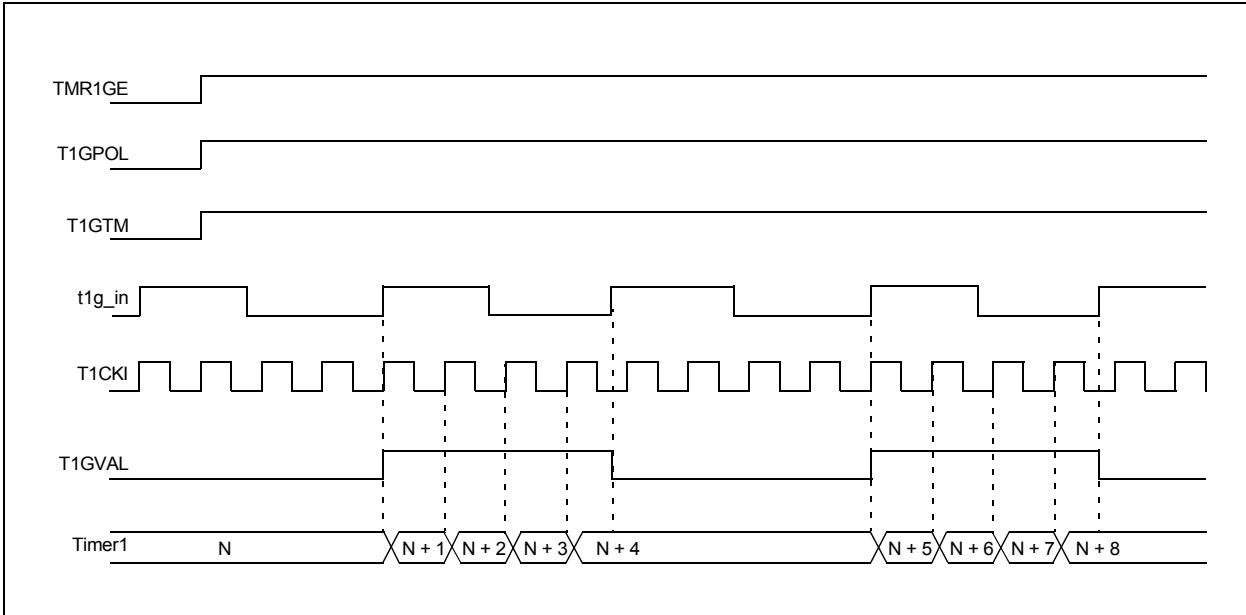 TMR1GE
T1GPOL
T1GTM
t1g_in
T1CKI
T1GVAL
Timer1 N N + 1 N + 2 N + 3 N + 4 N + 5 N + 6 N + 7 N + 8